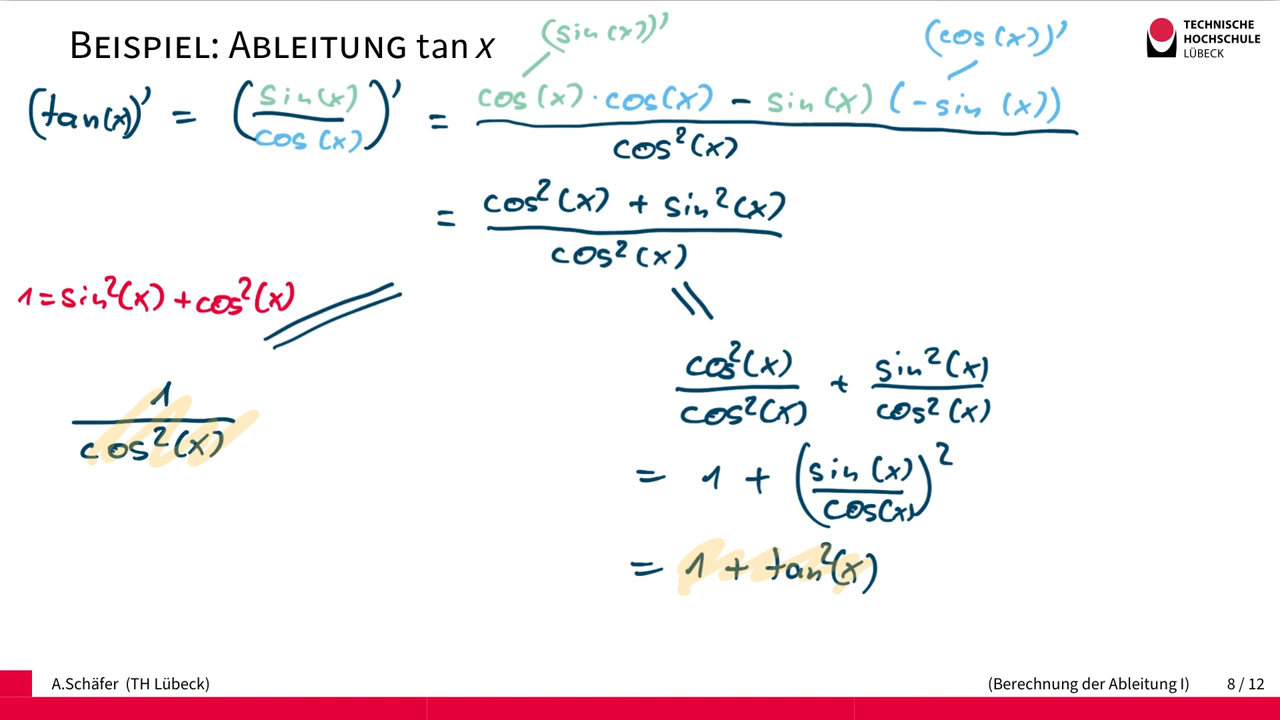 BEISPIEL: ABLEITUNG tan x
TECHNISCHE
HOCHSCHULE
LÜBECK
(sin(x))' (cos(x))'
(tan(x))' = (sin(x)/cos(x))' = (cos(x)·cos(x) - sin(x)(-sin(x)))/cos²(x)
= (cos²(x) + sin²(x))/cos²(x)
1 = sin²(x) + cos²(x)
1/cos²(x)
cos²(x)/cos²(x) + sin²(x)/cos²(x)
= 1 + (sin(x)/cos(x))²
= 1 + tan²(x)
A.Schäfer (TH Lübeck) (Berechnung der Ableitung I) 8 / 12